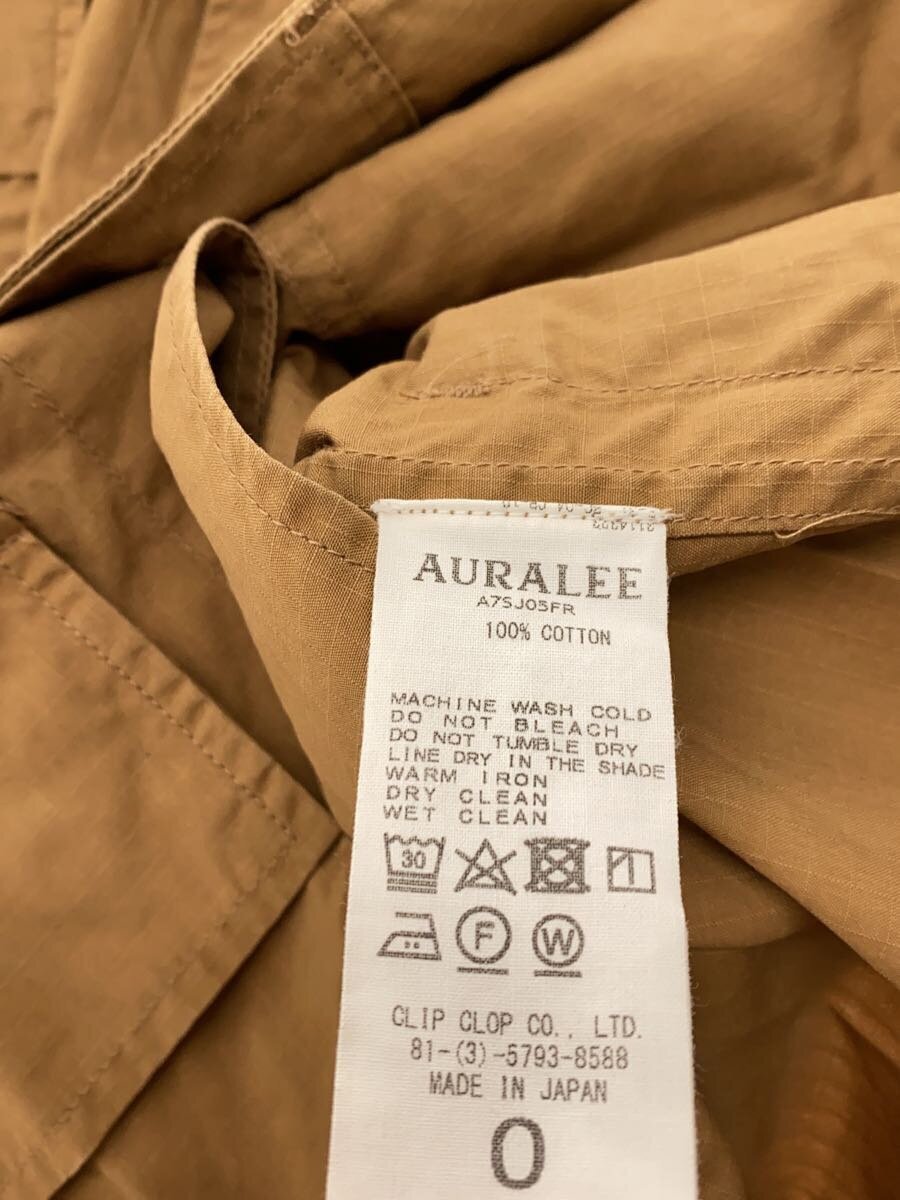 AURALEE
A7SJ05FR
100% COTTON
MACHINE WASH COLD
DO NOT BLEACH
DO NOT TUMBLE DRY
LINE DRY IN THE SHADE
WARM IRON
DRY CLEAN
WET CLEAN
30
F
W
CLIP CLOP CO., LTD.
81-(3)-5793-8588
MADE IN JAPAN
0